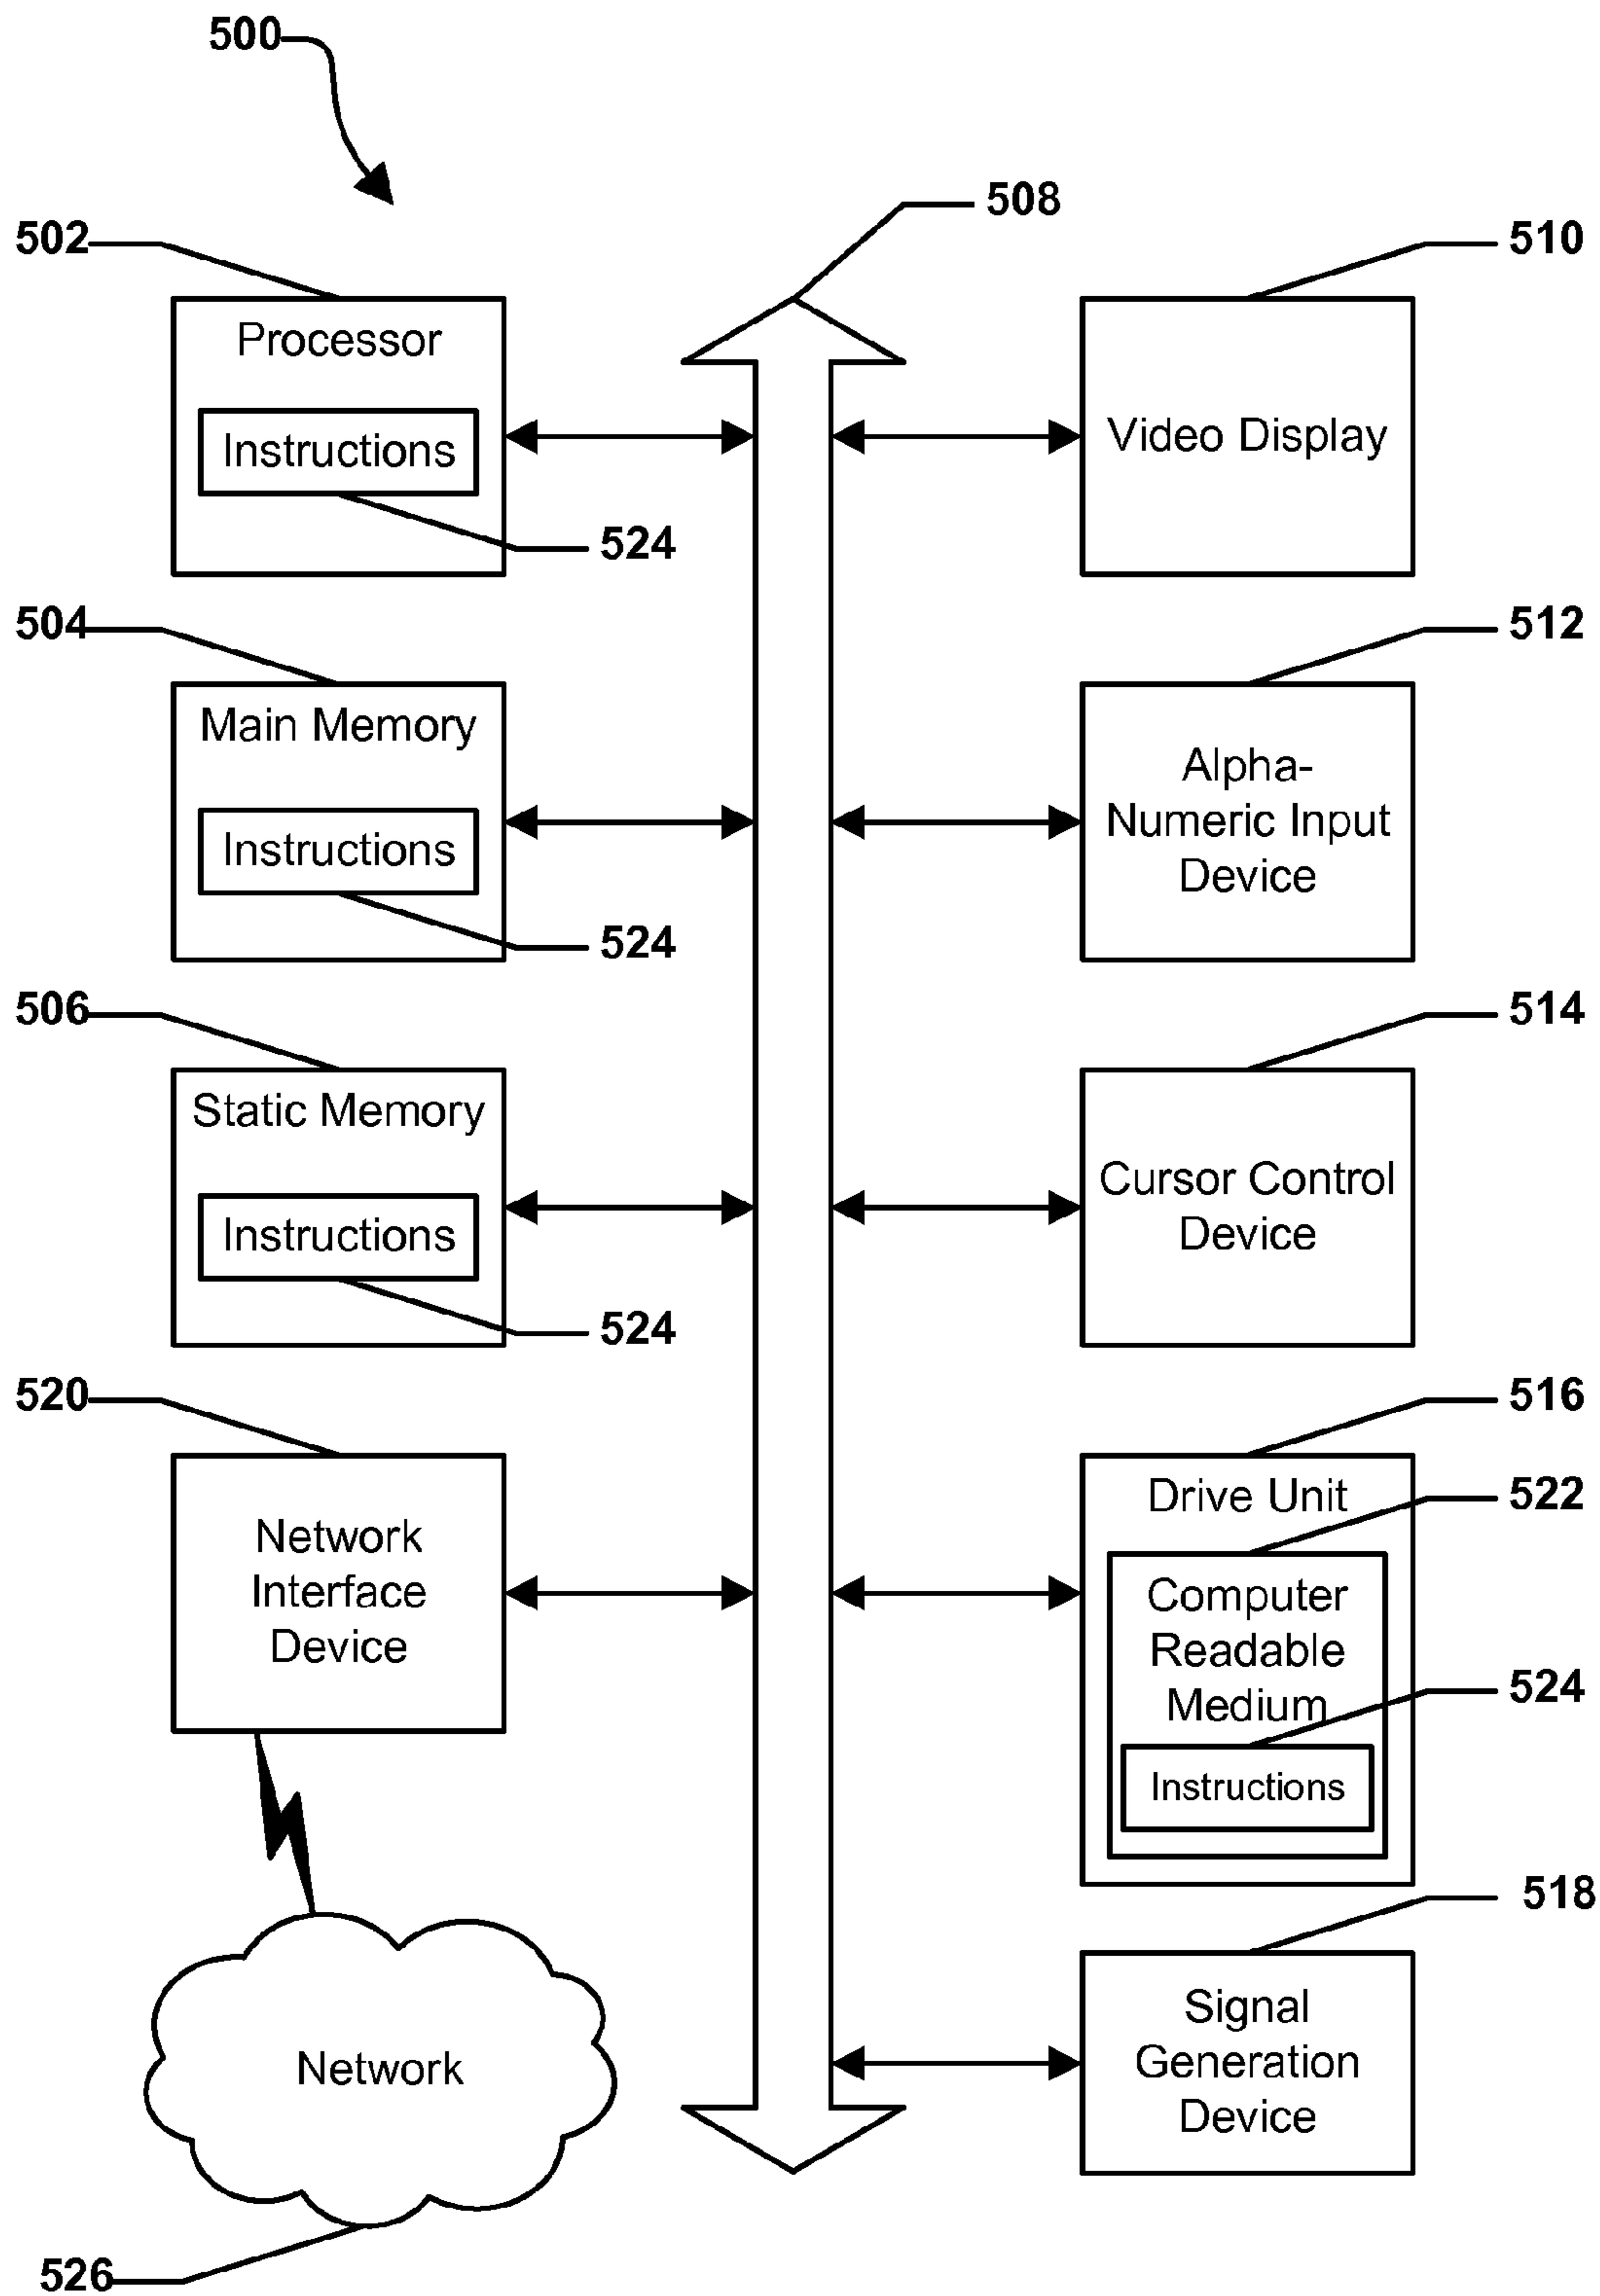 500
508
502
510
Processor
Instructions
524
Video Display
504
512
Main Memory
Instructions
524
Alpha-
Numeric Input
Device
506
514
Static Memory
Instructions
524
Cursor Control
Device
520
516
Network
Interface
Device
Drive Unit
522
Computer
Readable
Medium
524
Instructions
518
Signal
Generation
Device
Network
526